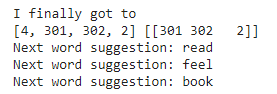 I finally got to
[4, 301, 302, 2] [[301 302   2]]
Next word suggestion: read
Next word suggestion: feel
Next word suggestion: book